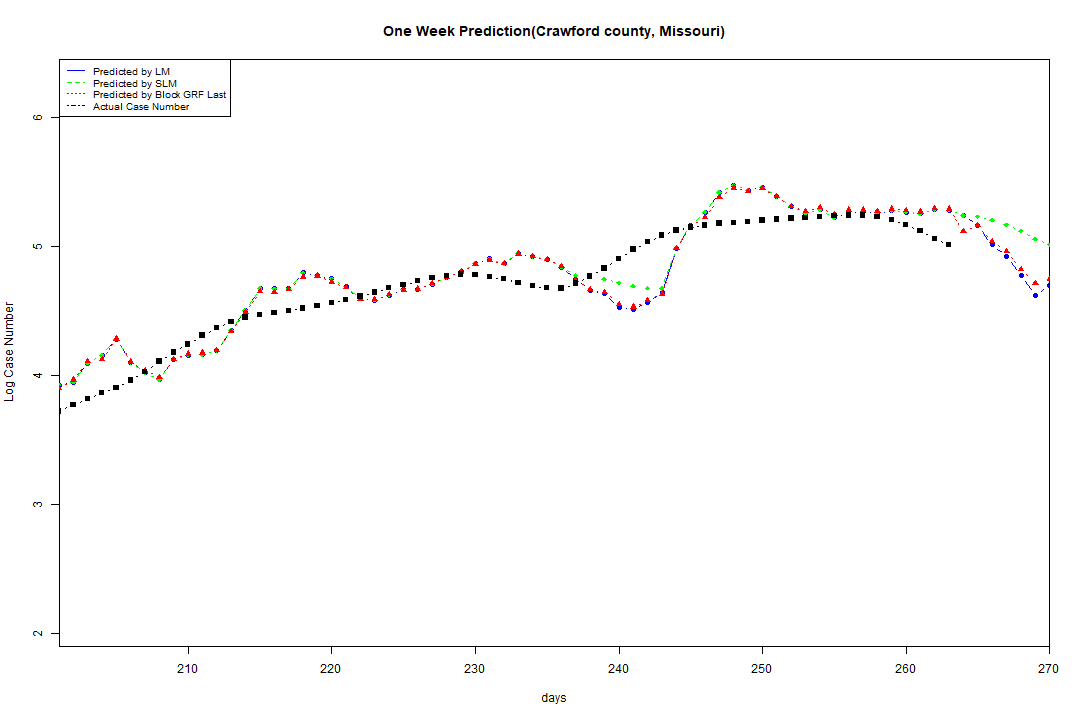 One Week Prediction(Crawford county, Missouri)
Predicted by LM
Predicted by SLM
Predicted by Block GRF Last
Actual Case Number
6
5
4
3
2
Log Case Number
210 220 230 240 250 260 270
days